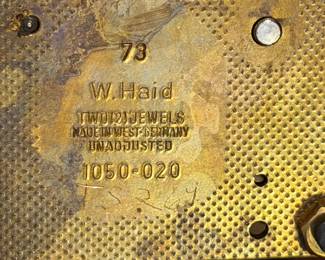 73
W. Haid
TWO (2) JEWELS
MADE IN WEST-GERMANY
UNADJUSTED
1050-020